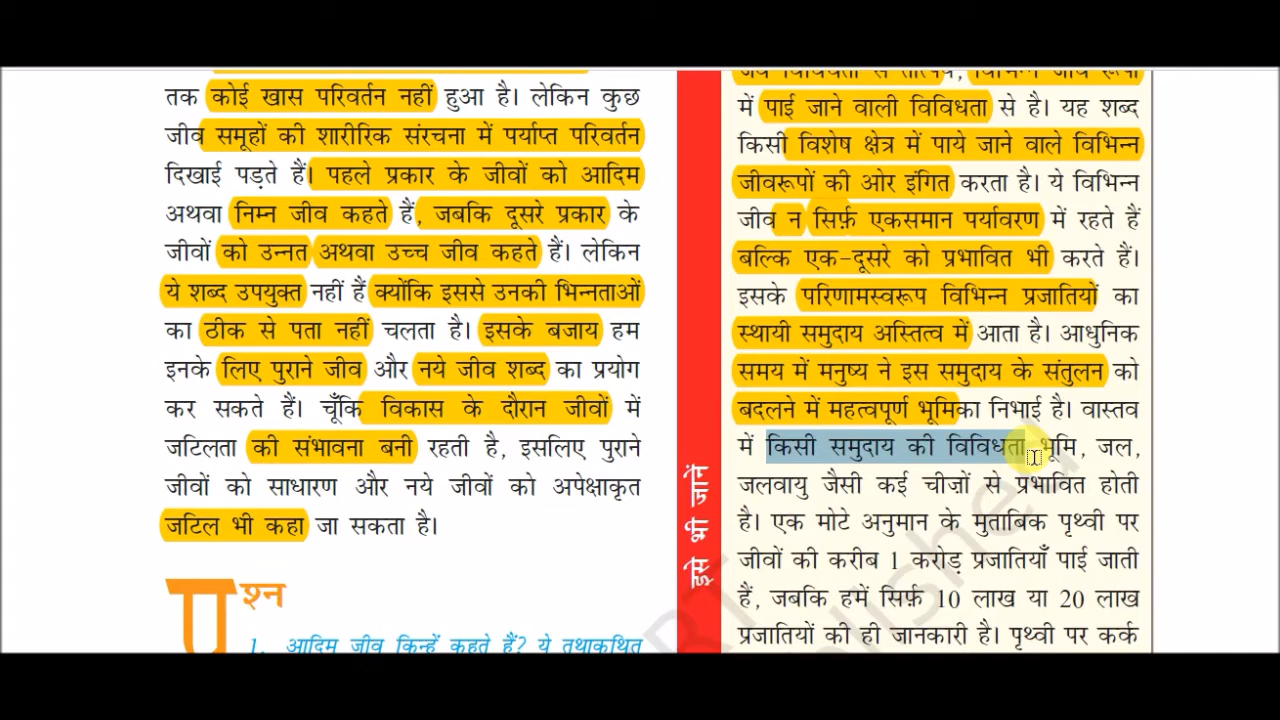 तक कोई खास परिवर्तन नहीं हुआ है। लेकिन कुछ
जीव समूहों की शारीरिक संरचना में पर्याप्त परिवर्तन
दिखाई पड़ते हैं। पहले प्रकार के जीवों को आदिम
अथवा निम्न जीव कहते हैं, जबकि दूसरे प्रकार के
जीवों को उन्नत अथवा उच्च जीव कहते हैं। लेकिन
ये शब्द उपयुक्त नहीं हैं क्योंकि इससे उनकी भिन्नताओं
का ठीक से पता नहीं चलता है। इसके बजाय हम
इनके लिए पुराने जीव और नये जीव शब्द का प्रयोग
कर सकते हैं। चूँकि विकास के दौरान जीवों में
जटिलता की संभावना बनी रहती है, इसलिए पुराने
जीवों को साधारण और नये जीवों को अपेक्षाकृत
जटिल भी कहा जा सकता है।
प्रश्न
1. आदिम जीव किन्हें कहते हैं? ये तथाकथित
इसे भी जानें
जैव विविधता से तात्पर्य, विभिन्न जीव रूपों
में पाई जाने वाली विविधता से है। यह शब्द
किसी विशेष क्षेत्र में पाये जाने वाले विभिन्न
जीवरूपों की ओर इंगित करता है। ये विभिन्न
जीव न सिर्फ़ एकसमान पर्यावरण में रहते हैं
बल्कि एक-दूसरे को प्रभावित भी करते हैं।
इसके परिणामस्वरूप विभिन्न प्रजातियों का
स्थायी समुदाय अस्तित्व में आता है। आधुनिक
समय में मनुष्य ने इस समुदाय के संतुलन को
बदलने में महत्वपूर्ण भूमिका निभाई है। वास्तव
में किसी समुदाय की विविधता भूमि, जल,
जलवायु जैसी कई चीज़ों से प्रभावित होती
है। एक मोटे अनुमान के मुताबिक पृथ्वी पर
जीवों की करीब 1 करोड़ प्रजातियाँ पाई जाती
हैं, जबकि हमें सिर्फ़ 10 लाख या 20 लाख
प्रजातियों की ही जानकारी है। पृथ्वी पर कर्क